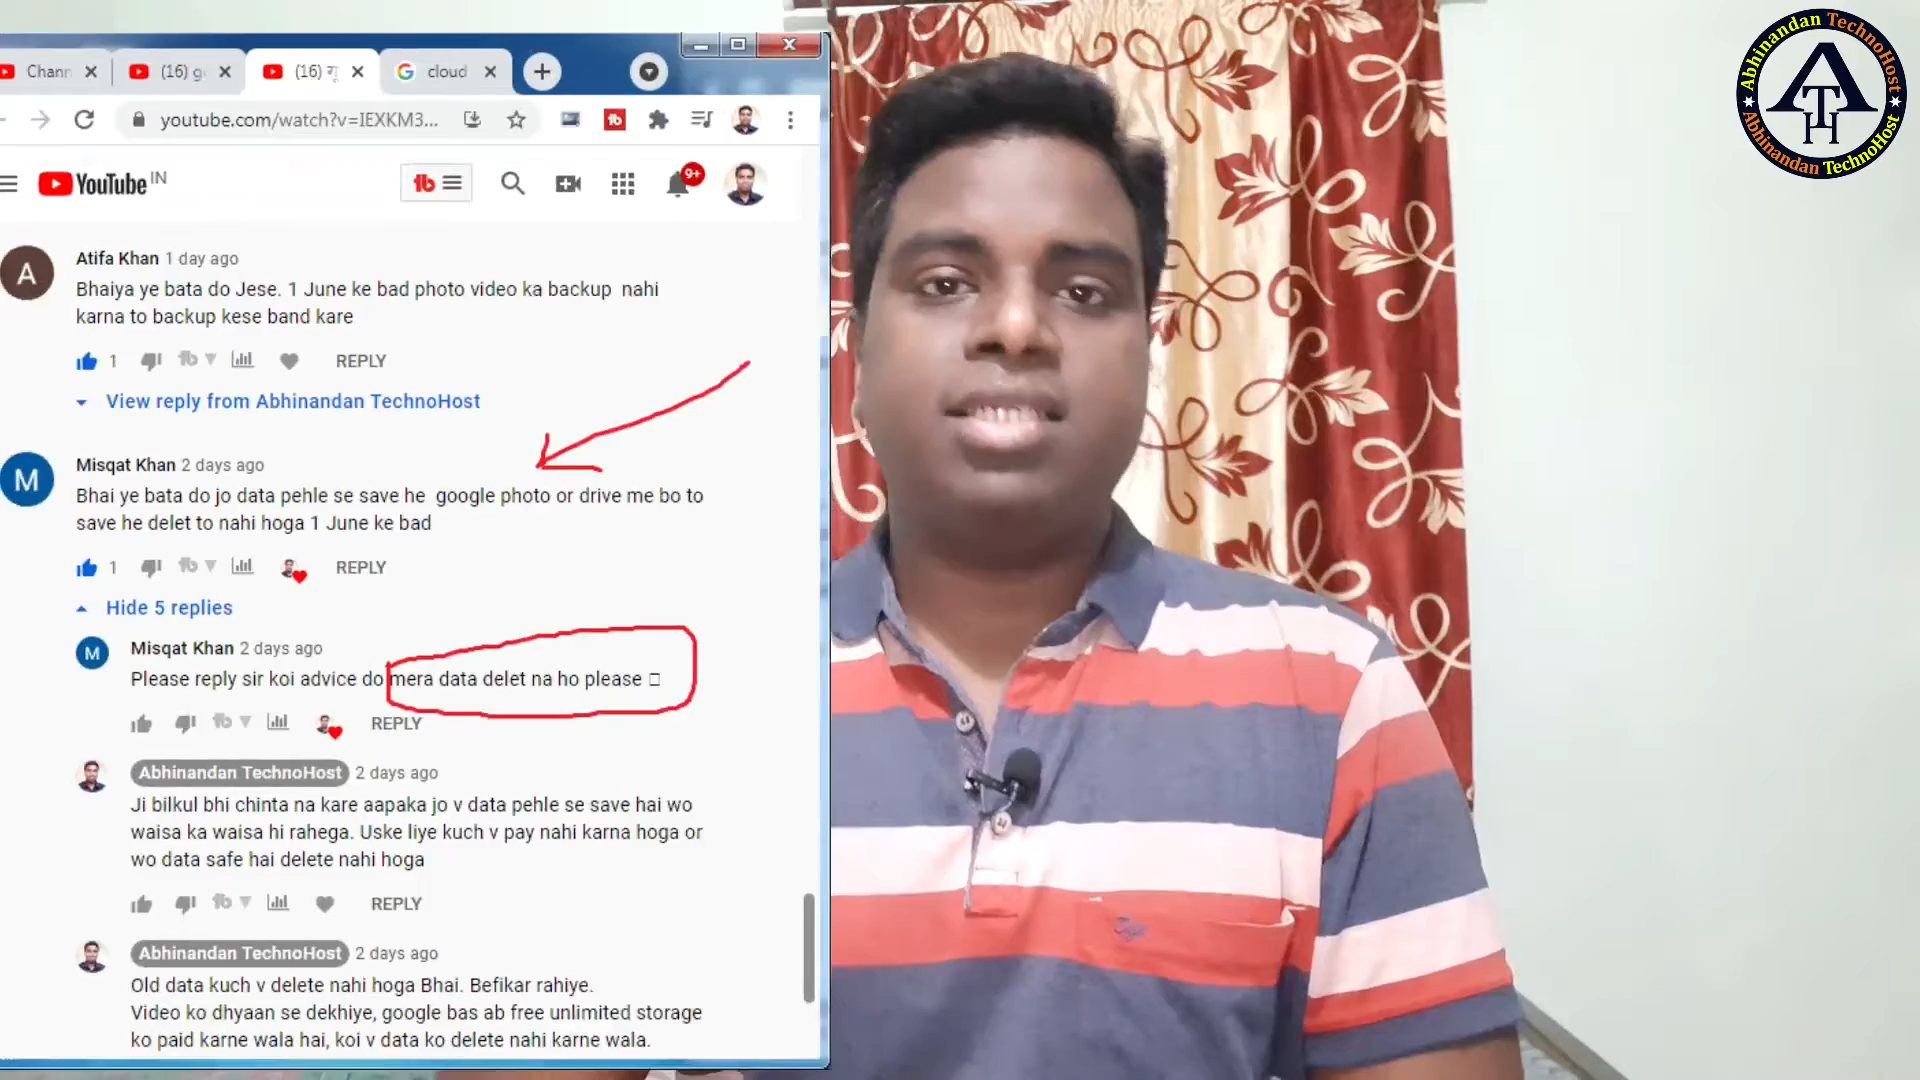 Chann
(16) g
(16) गू
cloud
youtube.com/watch?v=IEXKM3...
YouTube IN
9+
Atifa Khan 1 day ago
Bhaiya ye bata do Jese. 1 June ke bad photo video ka backup nahi
karna to backup kese band kare
1 REPLY
View reply from Abhinandan TechnoHost
Misqat Khan 2 days ago
Bhai ye bata do jo data pehle se save he google photo or drive me bo to
save he delet to nahi hoga 1 June ke bad
1 REPLY
Hide 5 replies
Misqat Khan 2 days ago
Please reply sir koi advice do mera data delet na ho please
REPLY
Abhinandan TechnoHost 2 days ago
Ji bilkul bhi chinta na kare aapaka jo v data pehle se save hai wo
waisa ka waisa hi rahega. Uske liye kuch v pay nahi karna hoga or
wo data safe hai delete nahi hoga
REPLY
Abhinandan TechnoHost 2 days ago
Old data kuch v delete nahi hoga Bhai. Befikar rahiye.
Video ko dhyaan se dekhiye, google bas ab free unlimited storage
ko paid karne wala hai, koi v data ko delete nahi karne wala.
A
M
M
Abhinandan TechnoHost
ATH
Abhinandan TechnoHost